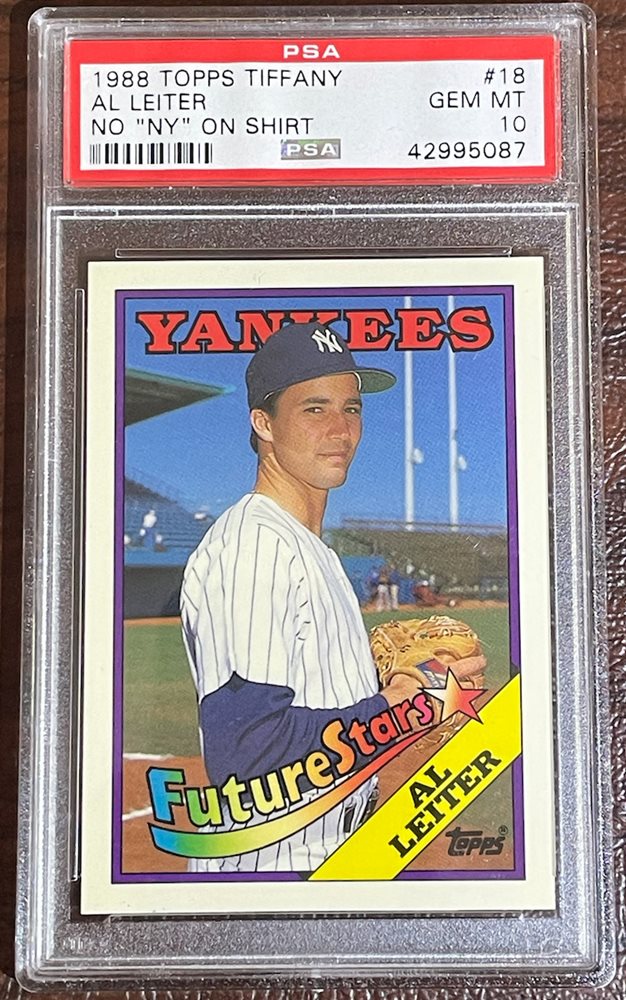 PSA
1988 TOPPS TIFFANY #18
AL LEITER GEM MT
NO "NY" ON SHIRT 10
PSA 42995087
YANKEES
NY
FutureStars
AL
LEITER
topps®